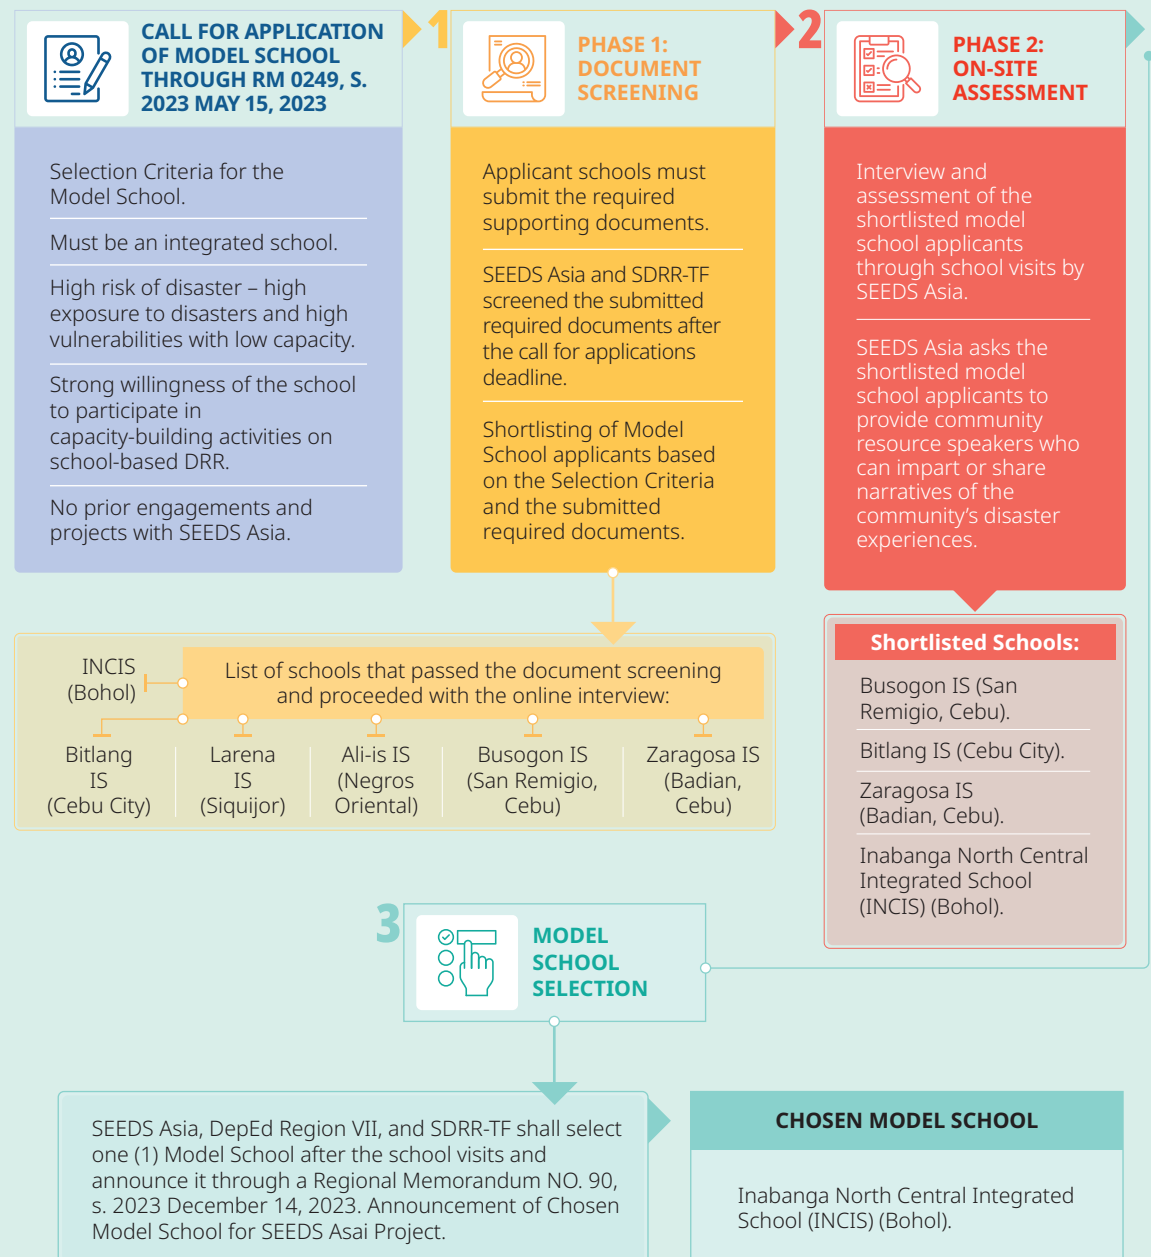 CALL FOR APPLICATION
OF MODEL SCHOOL
THROUGH RM 0249, S.
2023 MAY 15, 2023
Selection Criteria for the
Model School.
Must be an integrated school.
High risk of disaster – high
exposure to disasters and high
vulnerabilities with low capacity.
Strong willingness of the school
to participate in
capacity-building activities on
school-based DRR.
No prior engagements and
projects with SEEDS Asia.
1
PHASE 1:
DOCUMENT
SCREENING
Applicant schools must
submit the required
supporting documents.
SEEDS Asia and SDRR-TF
screened the submitted
required documents after
the call for applications
deadline.
Shortlisting of Model
School applicants based
on the Selection Criteria
and the submitted
required documents.
List of schools that passed the document screening
and proceeded with the online interview:
INCIS
(Bohol)
Bitlang
IS
(Cebu City)
Larena
IS
(Siquijor)
Ali-is IS
(Negros
Oriental)
Busogon IS
(San Remigio,
Cebu)
Zaragosa IS
(Badian,
Cebu)
2
PHASE 2:
ON-SITE
ASSESSMENT
Interview and
assessment of the
shortlisted model
school applicants
through school visits by
SEEDS Asia.
SEEDS Asia asks the
shortlisted model
school applicants to
provide community
resource speakers who
can impart or share
narratives of the
community’s disaster
experiences.
Shortlisted Schools:
Busogon IS (San
Remigio, Cebu).
Bitlang IS (Cebu City).
Zaragosa IS
(Badian, Cebu).
Inabanga North Central
Integrated School
(INCIS) (Bohol).
3
MODEL
SCHOOL
SELECTION
SEEDS Asia, DepEd Region VII, and SDRR-TF shall select
one (1) Model School after the school visits and
announce it through a Regional Memorandum NO. 90,
s. 2023 December 14, 2023. Announcement of Chosen
Model School for SEEDS Asai Project.
CHOSEN MODEL SCHOOL
Inabanga North Central Integrated
School (INCIS) (Bohol).